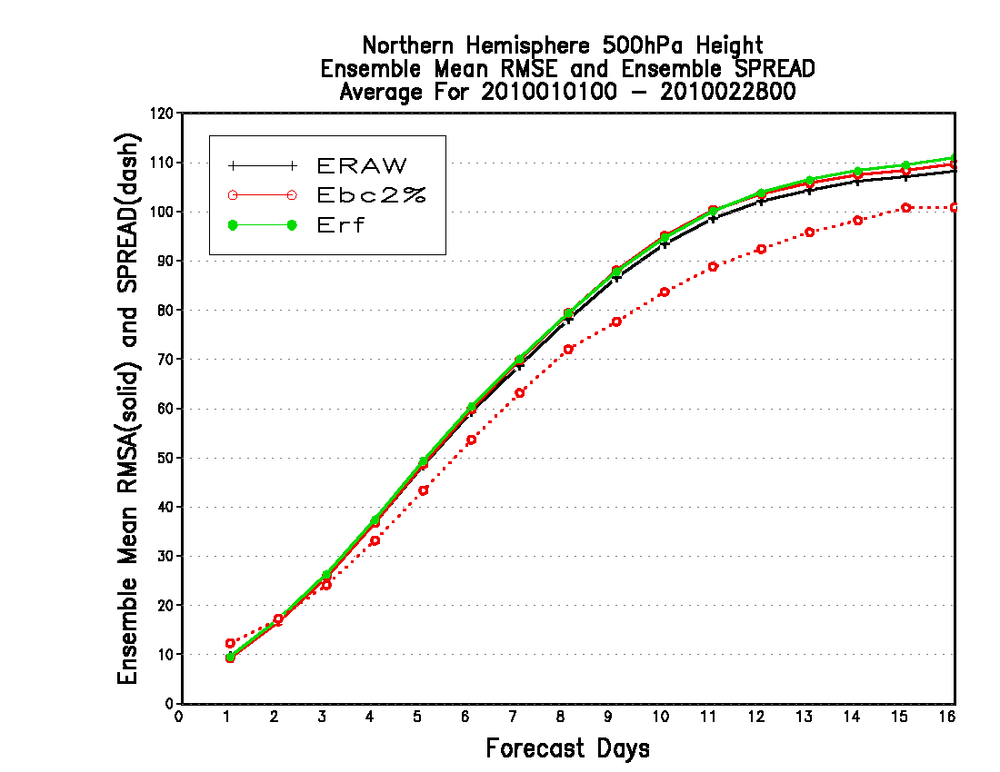 Northern Hemisphere 500hPa Height
Ensemble Mean RMSE and Ensemble SPREAD
Average For 2010010100 - 2010022800
Ensemble Mean RMSA(solid) and SPREAD(dash)
120
110
100
90
80
70
60
50
40
30
20
10
0
ERAW
Ebc2%
Erf
0 1 2 3 4 5 6 7 8 9 10 11 12 13 14 15 16
Forecast Days